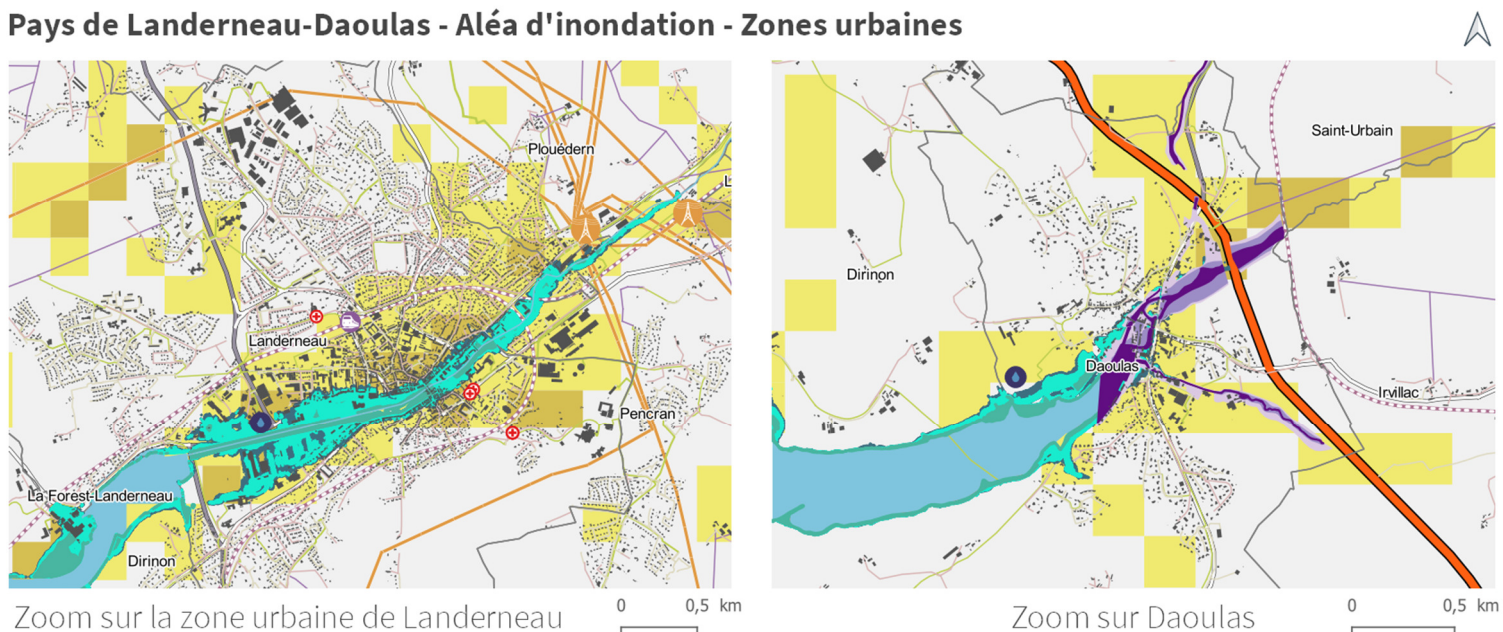 Pays de Landerneau-Daoulas - Aléa d'inondation - Zones urbaines
Plouédern
L
Landerneau
Pencran
La Forest-Landerneau
Dirinon
Saint-Urbain
Dirinon
Daoulas
Irvillac
Zoom sur la zone urbaine de Landerneau
0 0,5 km
Zoom sur Daoulas
0 0,5 km